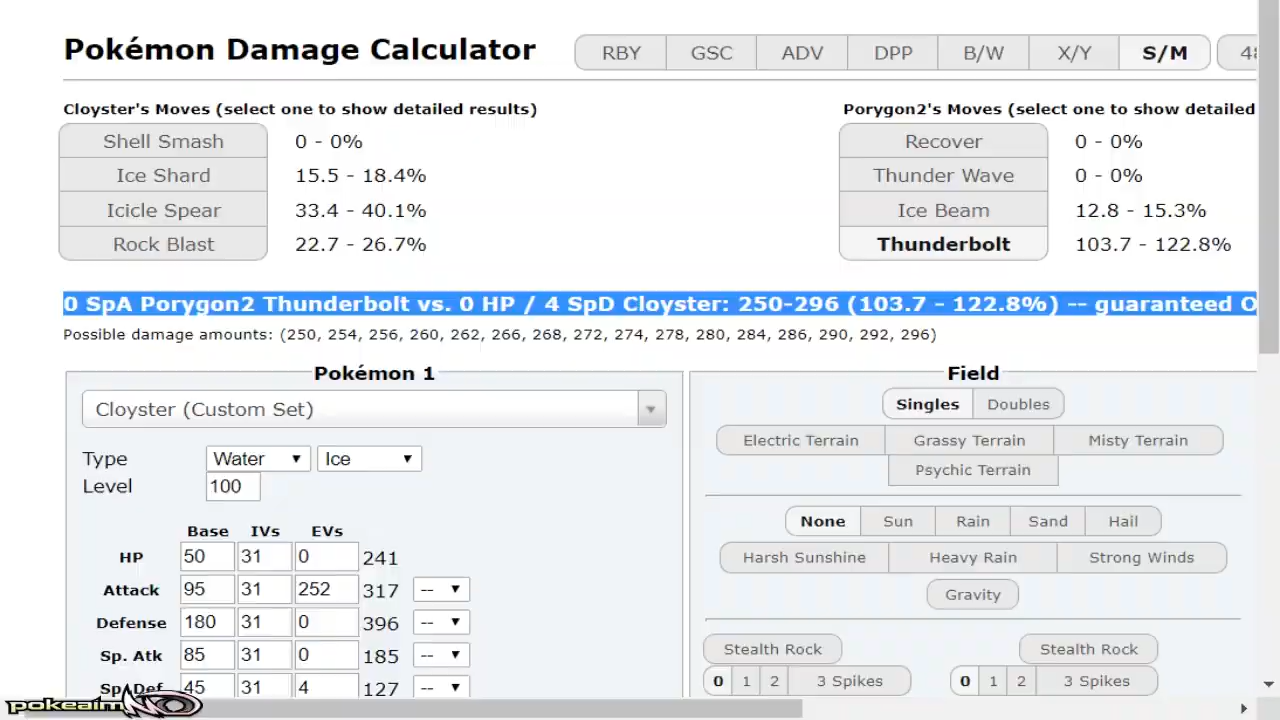 Pokémon Damage Calculator RBY GSC ADV DPP B/W X/Y S/M
Cloyster's Moves (select one to show detailed results) Porygon2's Moves (select one to show detailed
Shell Smash 0 - 0% Recover 0 - 0%
Ice Shard 15.5 - 18.4% Thunder Wave 0 - 0%
Icicle Spear 33.4 - 40.1% Ice Beam 12.8 - 15.3%
Rock Blast 22.7 - 26.7% Thunderbolt 103.7 - 122.8%
0 SpA Porygon2 Thunderbolt vs. 0 HP / 4 SpD Cloyster: 250-296 (103.7 - 122.8%) -- guaranteed O
Possible damage amounts: (250, 254, 256, 260, 262, 266, 268, 272, 274, 278, 280, 284, 286, 290, 292, 296)
Pokémon 1
Cloyster (Custom Set)
Type Water Ice
Level 100
Base IVs EVs
HP 50 31 0 241
Attack 95 31 252 317 --
Defense 180 31 0 396 --
Sp. Atk 85 31 0 185 --
Sp. Def 45 31 4 127 --
Field
Singles Doubles
Electric Terrain Grassy Terrain Misty Terrain
Psychic Terrain
None Sun Rain Sand Hail
Harsh Sunshine Heavy Rain Strong Winds
Gravity
Stealth Rock Stealth Rock
0 1 2 3 Spikes 0 1 2 3 Spikes
pokeaim